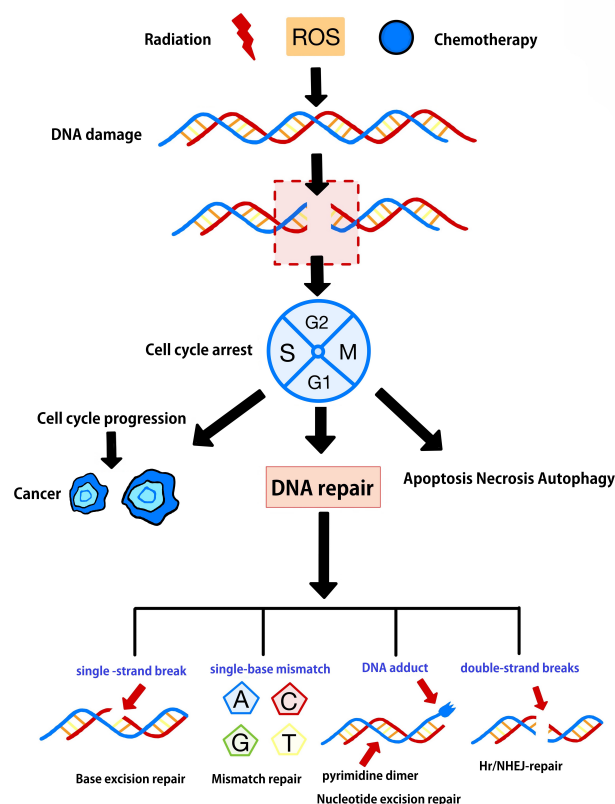 Radiation
ROS
Chemotherapy
DNA damage
Cell cycle arrest
G2
S
M
G1
Cell cycle progression
Cancer
DNA repair
Apoptosis Necrosis Autophagy
single -strand break
single-base mismatch
DNA adduct
double-strand breaks
A
C
G
T
Base excision repair
Mismatch repair
pyrimidine dimer
Nucleotide excision repair
Hr/NHEJ-repair